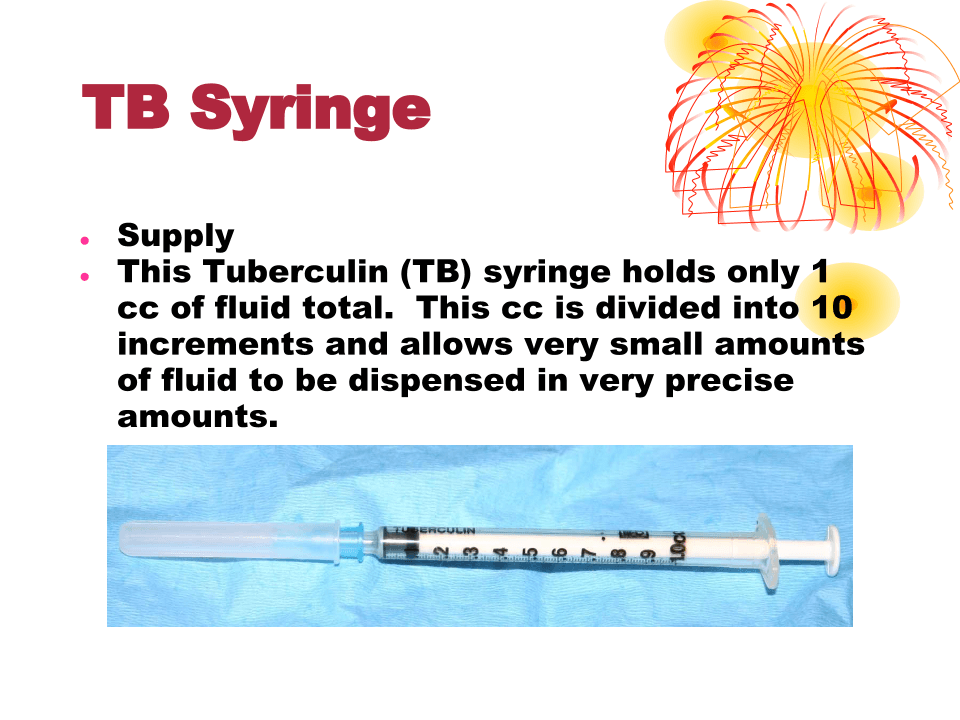 TB Syringe
Supply
This Tuberculin (TB) syringe holds only 1
cc of fluid total.  This cc is divided into 10
increments and allows very small amounts
of fluid to be dispensed in very precise
amounts.
TUBERCULIN
2 3 4 5 6 7 8 9